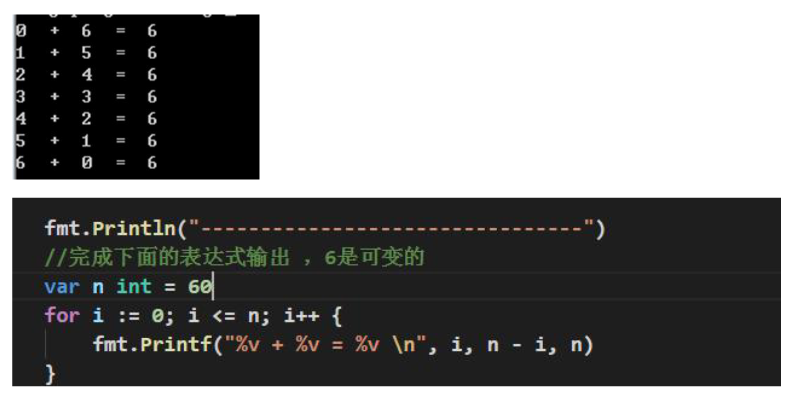 0 + 6 = 6
1 + 5 = 6
2 + 4 = 6
3 + 3 = 6
4 + 2 = 6
5 + 1 = 6
6 + 0 = 6
fmt.Println("--------------------------------")
//完成下面的表达式输出 ，6是可变的
var n int = 60
for i := 0; i <= n; i++ {
fmt.Printf("%v + %v = %v \n", i, n - i, n)
}